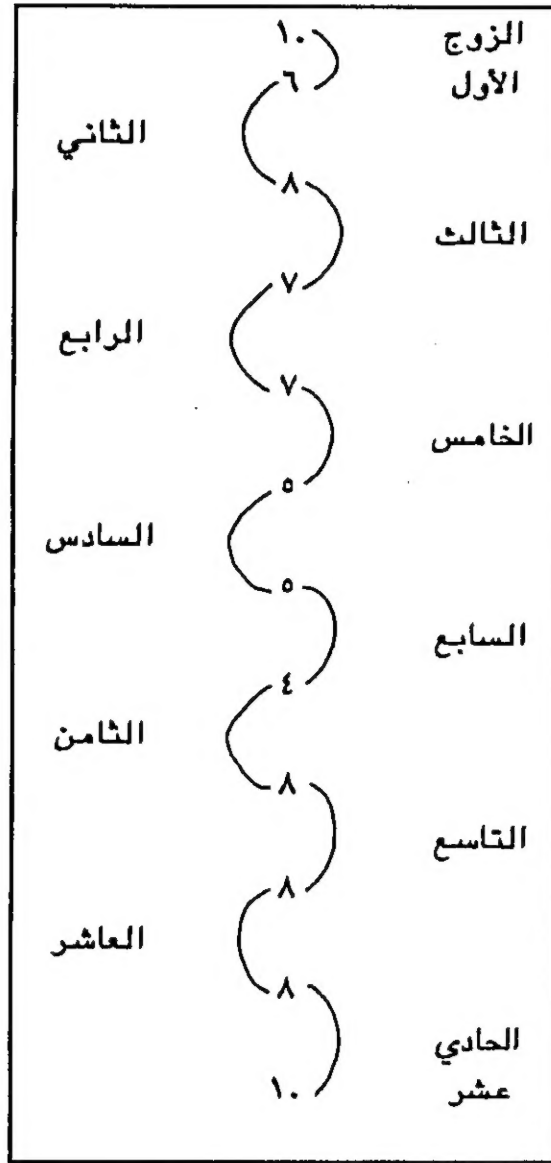 ١٠ الزوج
٦ الأول
الثاني
٨
الثالث
٧
الرابع
٧
الخامس
٥
السادس
٥
السابع
٤
الثامن
٨
التاسع
٨
العاشر
٨
الحادي
١٠ عشر